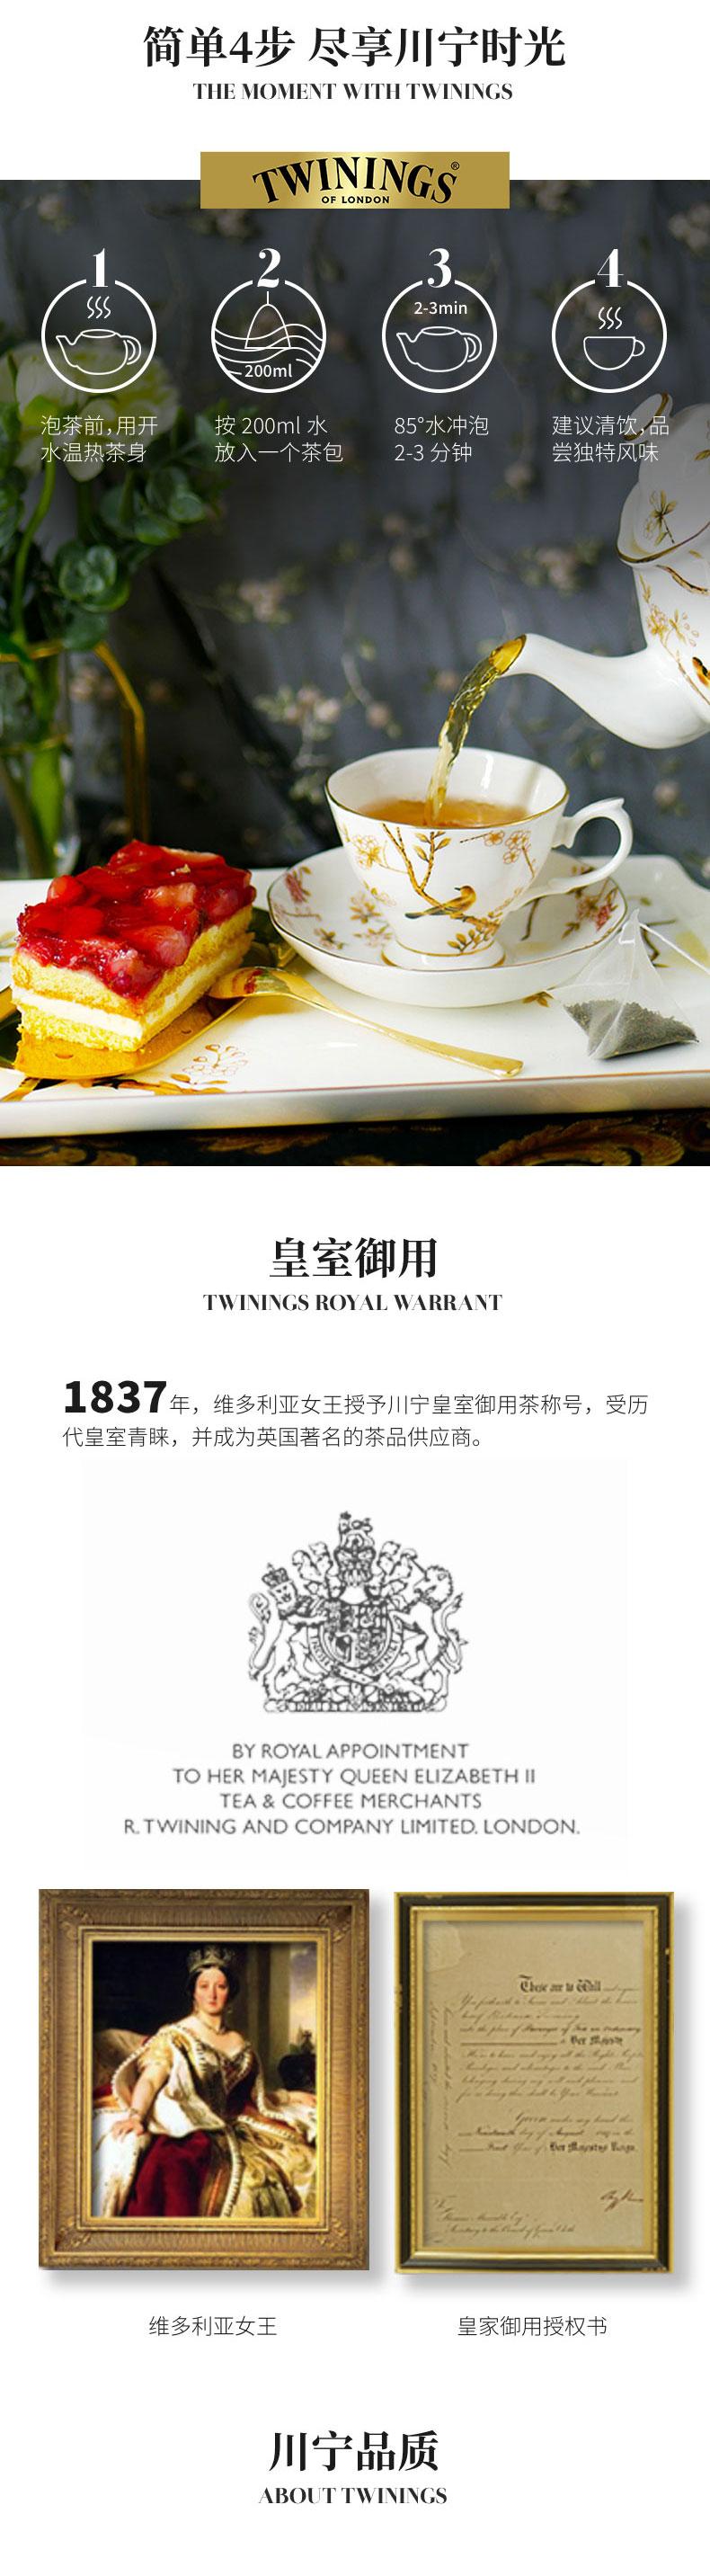 简单4步 尽享川宁时光
THE MOMENT WITH TWININGS
TWININGS®
OF LONDON
1
2
3
4
2-3min
200ml
泡茶前，用开
水温热茶身
按 200ml 水
放入一个茶包
85°水冲泡
2-3 分钟
建议清饮，品
尝独特风味
皇室御用
TWININGS ROYAL WARRANT
1837年，维多利亚女王授予川宁皇室御用茶称号，受历
代皇室青睐，并成为英国著名的茶品供应商。
BY ROYAL APPOINTMENT
TO HER MAJESTY QUEEN ELIZABETH II
TEA & COFFEE MERCHANTS
R. TWINING AND COMPANY LIMITED. LONDON.
These are to Will
Her Majesty
Her Majestys Reign.
维多利亚女王
皇家御用授权书
川宁品质
ABOUT TWININGS